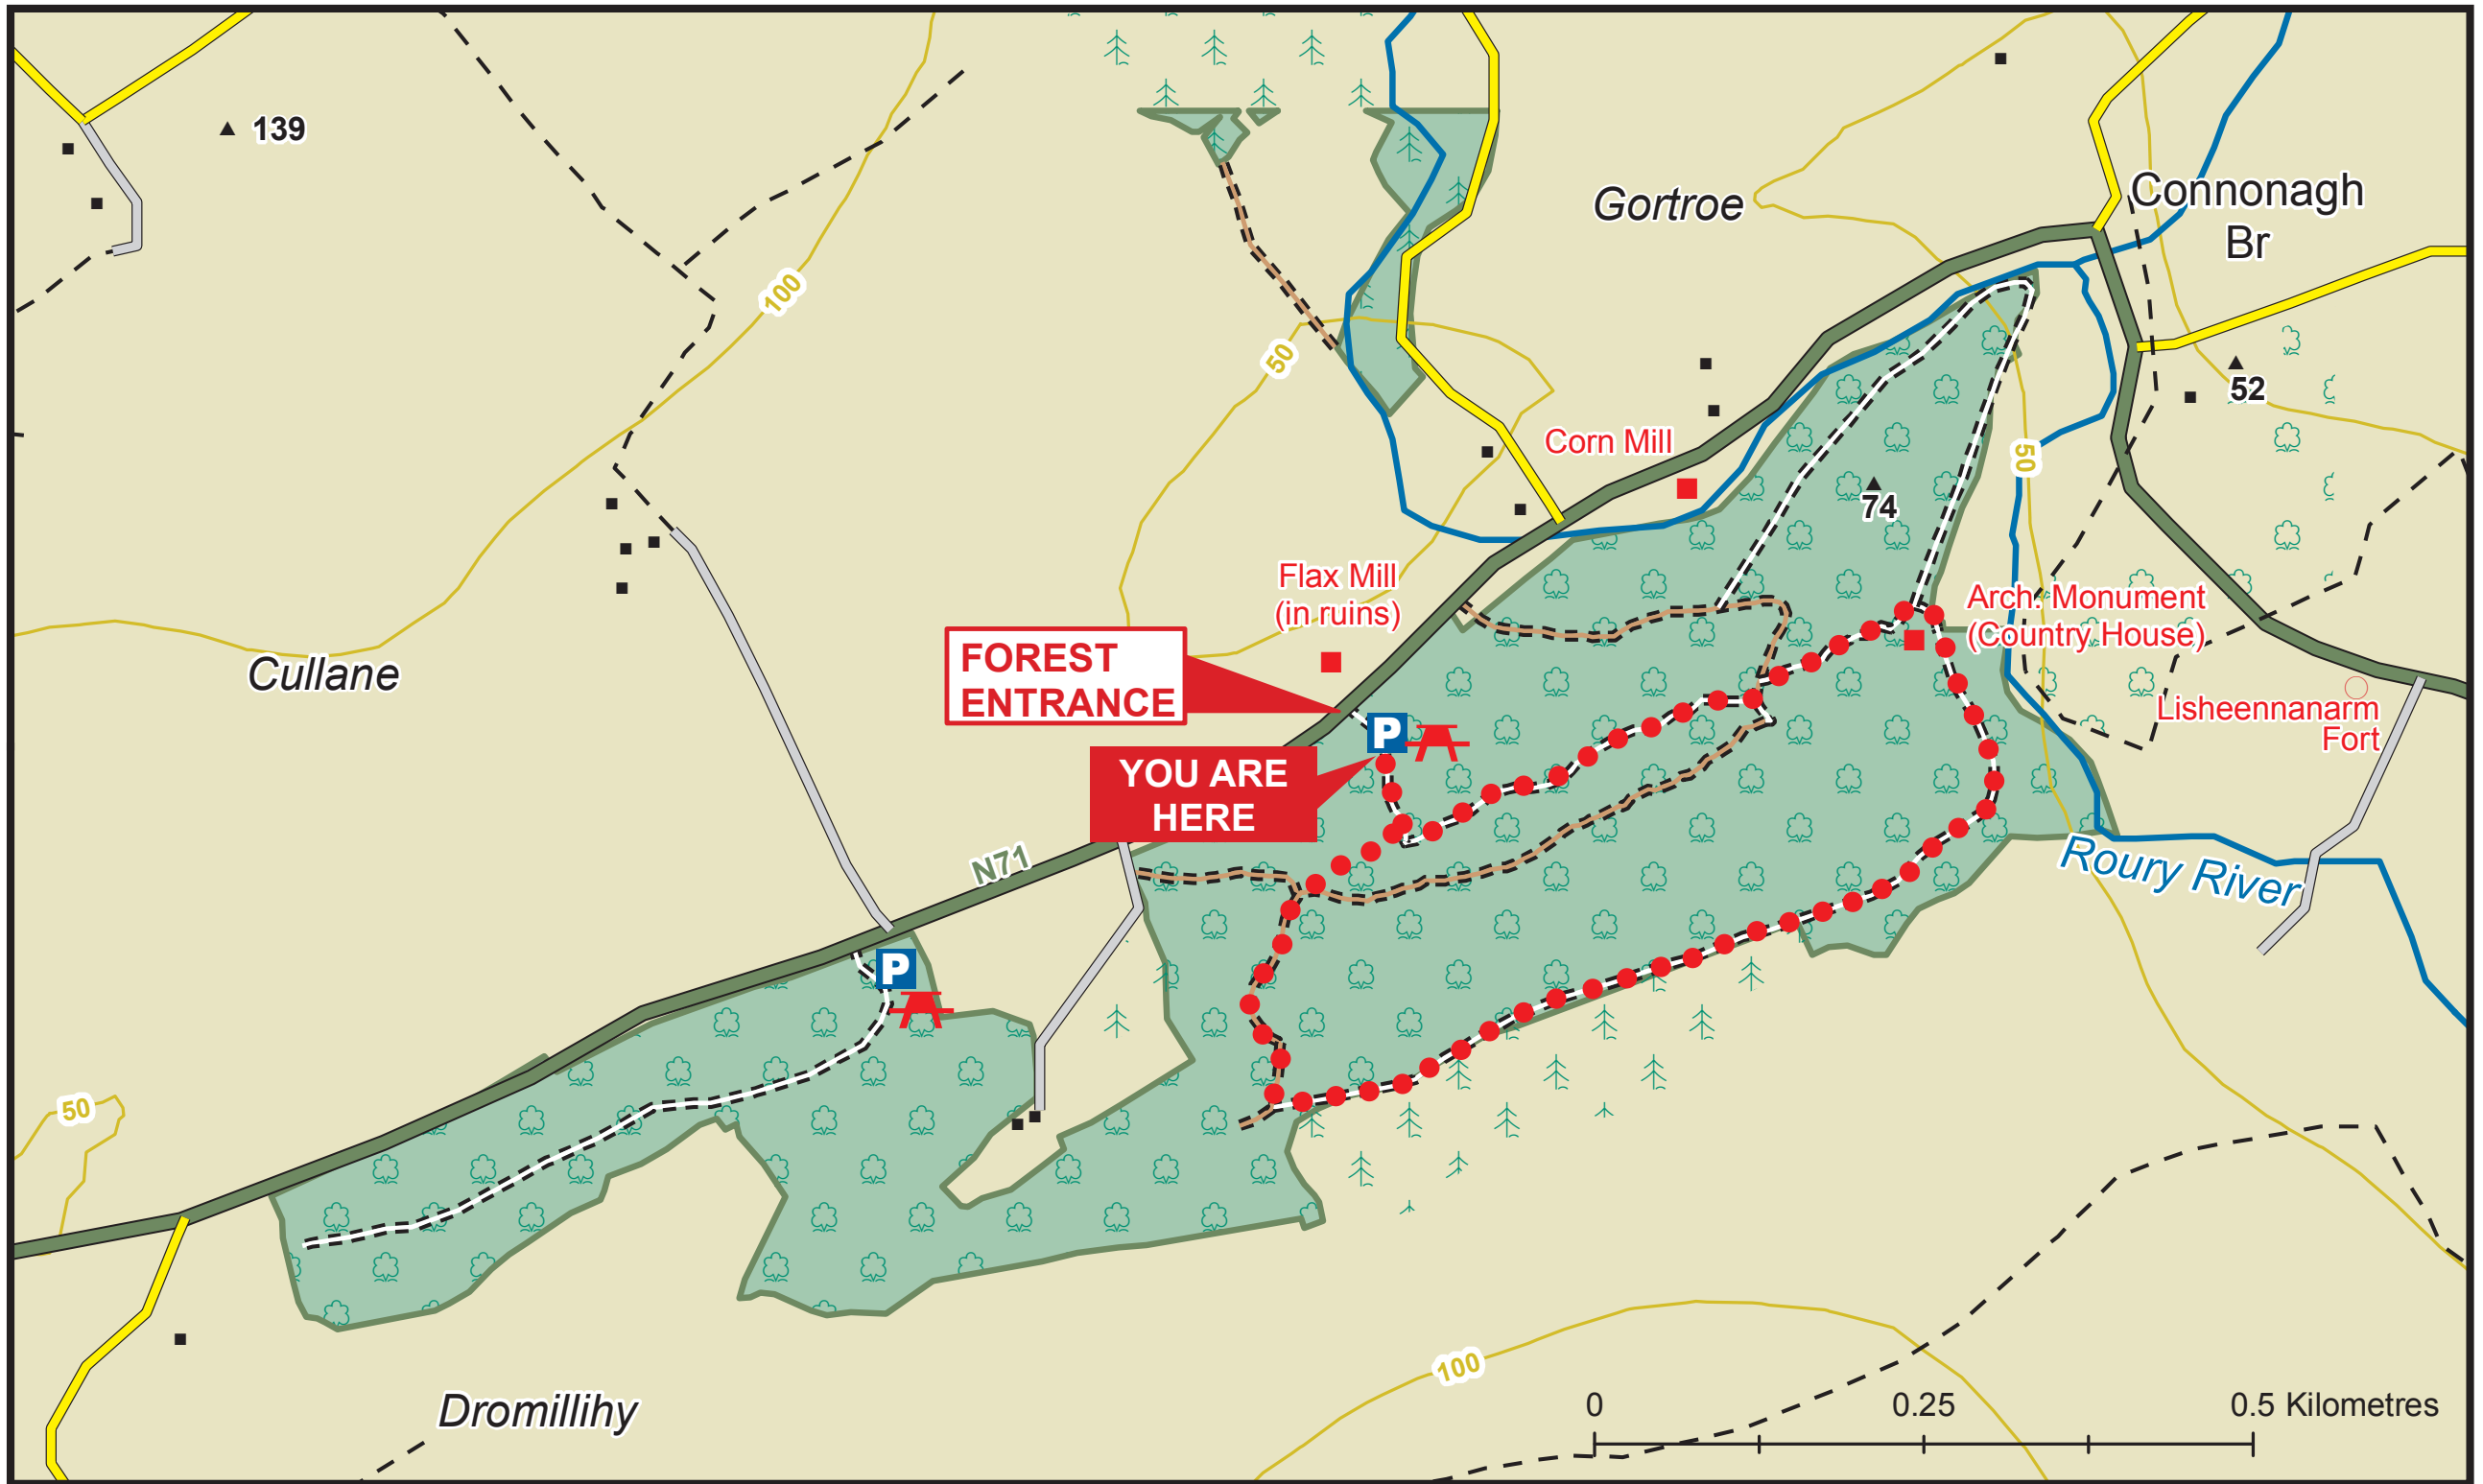 139
Gortroe
Connonagh
Br
100
50
52
Corn Mill
50
74
Flax Mill
(in ruins)
Arch. Monument
(Country House)
FOREST
ENTRANCE
Cullane
Lisheennanarm
Fort
P
YOU ARE
HERE
N71
Roury River
P
50
100
Dromillihy
0 0.25 0.5 Kilometres